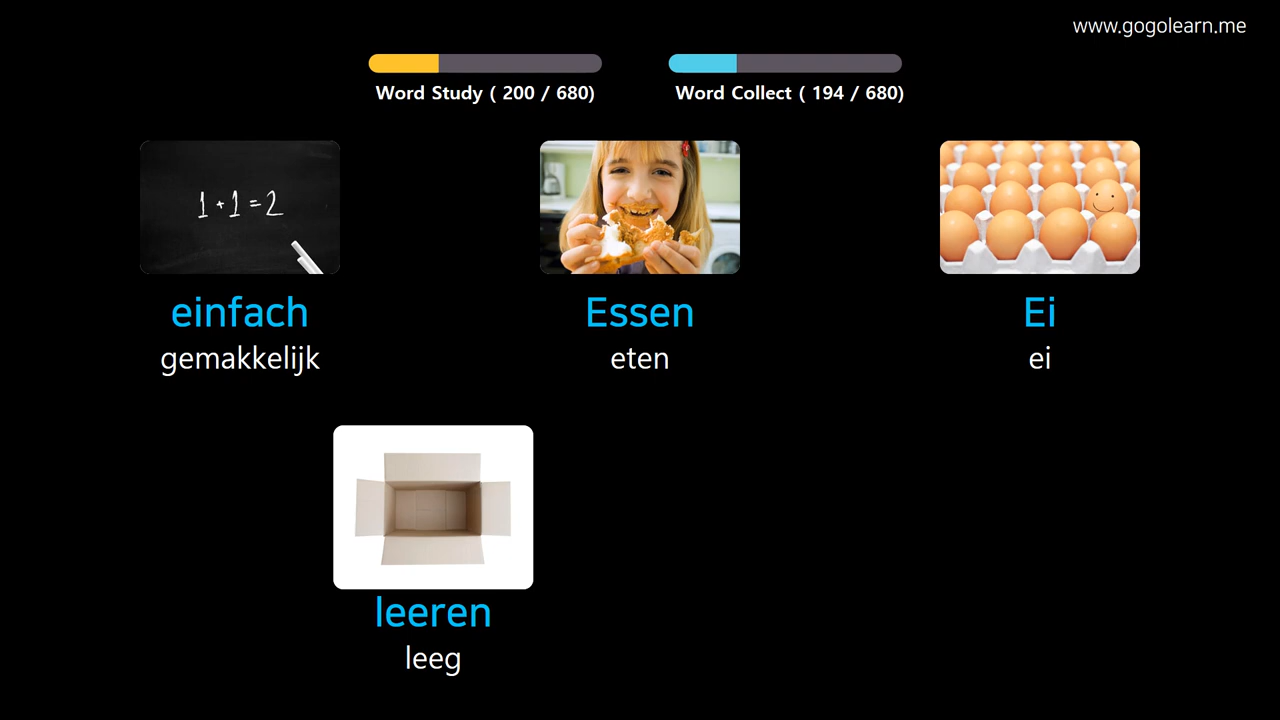 www.gogolearn.me
Word Study ( 200 / 680)
Word Collect ( 194 / 680)
1 + 1 = 2
einfach
Essen
Ei
gemakkelijk
eten
ei
leeren
leeg